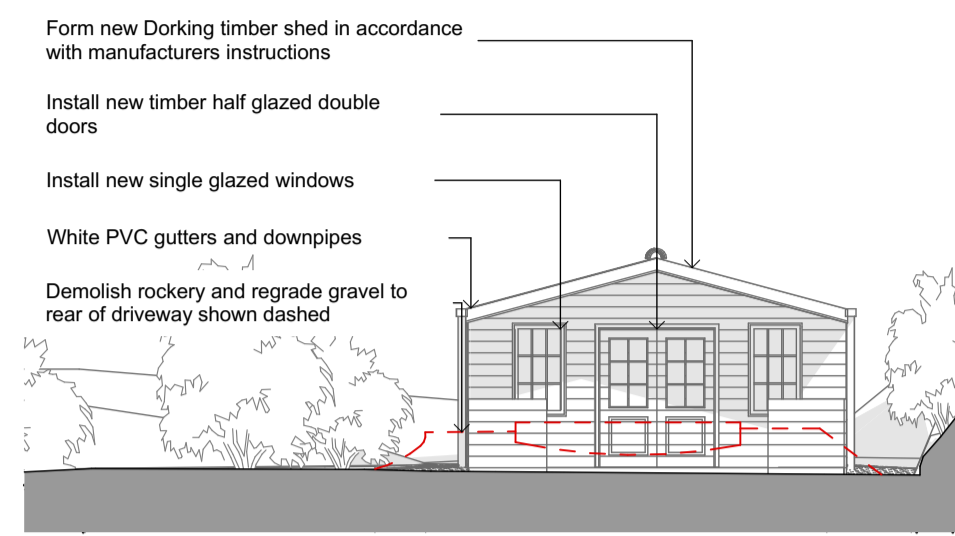 Form new Dorking timber shed in accordance
with manufacturers instructions
Install new timber half glazed double
doors
Install new single glazed windows
White PVC gutters and downpipes
Demolish rockery and regrade gravel to
rear of driveway shown dashed